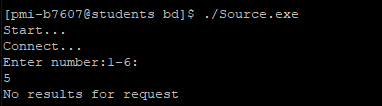 [pmi-b7607@students bd]$ ./Source.exe
Start...
Connect...
Enter number:1-6:
5
No results for request